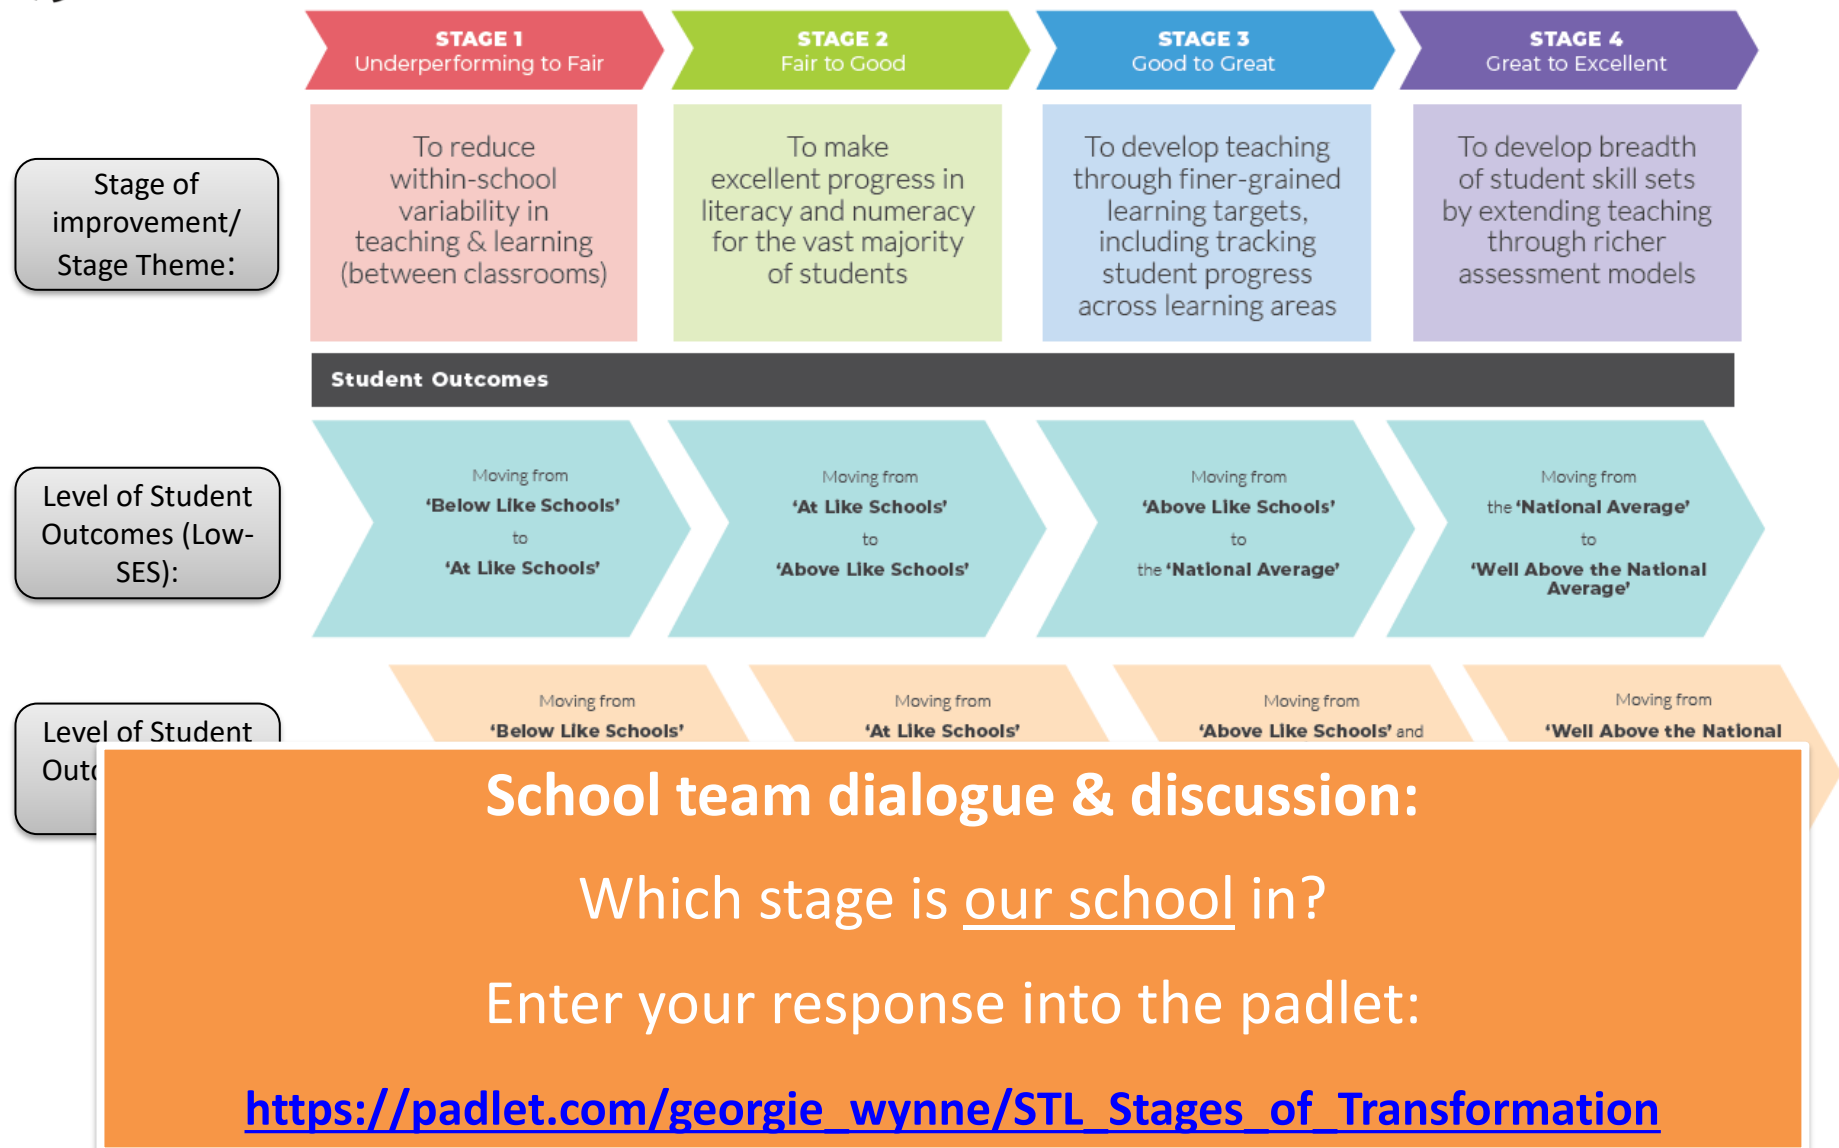 STAGE 1
Underperforming to Fair
STAGE 2
Fair to Good
STAGE 3
Good to Great
STAGE 4
Great to Excellent
Stage of
improvement/
Stage Theme:
To reduce
within-school
variability in
teaching & learning
(between classrooms)
To make
excellent progress in
literacy and numeracy
for the vast majority
of students
To develop teaching
through finer-grained
learning targets,
including tracking
student progress
across learning areas
To develop breadth
of student skill sets
by extending teaching
through richer
assessment models
Student Outcomes
Level of Student
Outcomes (Low-
SES):
Moving from
‘Below Like Schools’
to
‘At Like Schools’
Moving from
‘At Like Schools’
to
‘Above Like Schools’
Moving from
‘Above Like Schools’
to
the ‘National Average’
Moving from
the ‘National Average’
to
‘Well Above the National
Average’
Level of Student
Moving from
‘Below Like Schools’
Moving from
‘At Like Schools’
Moving from
‘Above Like Schools’ and
Moving from
‘Well Above the National
School team dialogue & discussion:
Which stage is our school in?
Enter your response into the padlet:
https://padlet.com/georgie_wynne/STL_Stages_of_Transformation